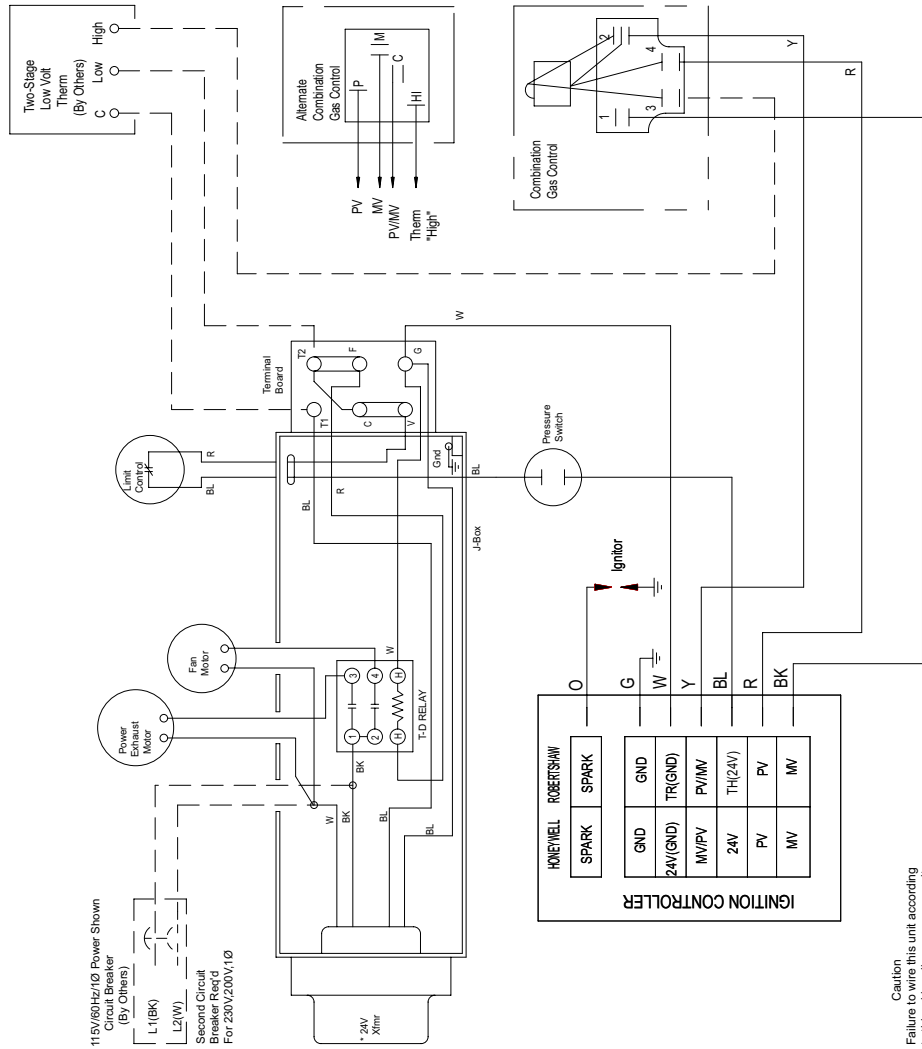 Two-Stage
Low Volt
Therm
(By Others)
C
Low
High
Alternate
Combination
Gas Control
P
M
C
HI
PV
MV
PV/MV
Therm
"High"
Combination
Gas Control
1
2
3
4
Y
R
Terminal
Board
T2
F
G
T1
C
V
W
Limit
Control
R
BL
BL
R
Gnd
BL
J-Box
Pressure
Switch
Fan
Motor
Power
Exhaust
Motor
3
4
H
1
2
H
W
T-D RELAY
BK
W
BK
BL
BL
115V/60Hz/1Ø Power Shown
Circuit Breaker
(By Others)
L1(BK)
L2(W)
Second Circuit
Breaker Req'd
For 230V,200V,1Ø
* 24V
Xfmr
Ignitor
O
G
W
Y
BL
R
BK
HONEYWELL ROBERTSHAW
SPARK SPARK
GND GND
24V(GND) TR(GND)
MV/PV PV/MV
24V TH(24V)
PV PV
MV MV
IGNITION CONTROLLER
Caution
Failure to wire this unit according